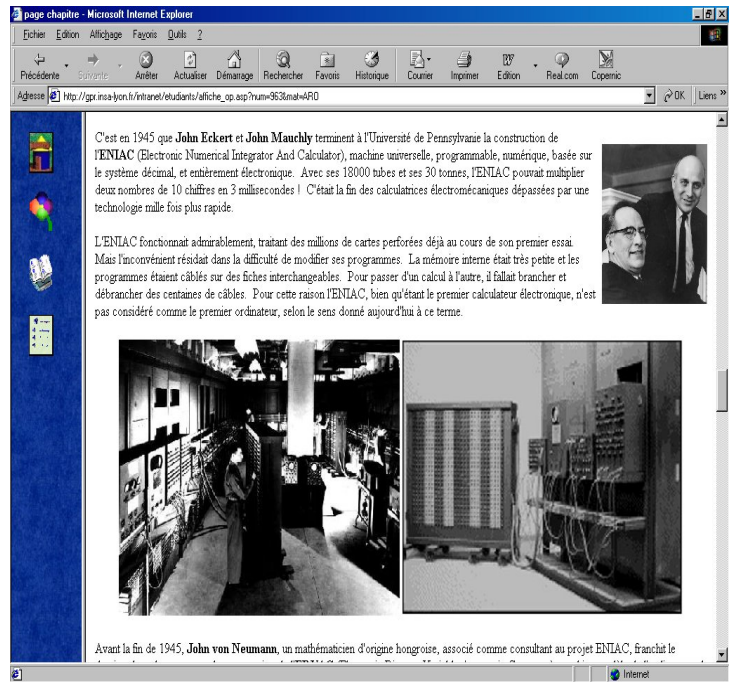 page chapitre - Microsoft Internet Explorer
Fichier Edition Affichage Favoris Outils ?
Précédente Suivante Arrêter Actualiser Démarrage Rechercher Favoris Historique Courrier Imprimer Edition Real.com Copernic
Adresse http://gpr.insa-lyon.fr/intranet/etudiants/affiche_op.asp?num=963&mat=ARO OK Liens »
C'est en 1945 que John Eckert et John Mauchly terminent à l'Université de Pennsylvanie la construction de
l'ENIAC (Electronic Numerical Integrator And Calculator), machine universelle, programmable, numérique, basée sur
le système décimal, et entièrement électronique. Avec ses 18000 tubes et ses 30 tonnes, l'ENIAC pouvait multiplier
deux nombres de 10 chiffres en 3 millisecondes ! C'était la fin des calculatrices électromécaniques dépassées par une
technologie mille fois plus rapide.
L'ENIAC fonctionnait admirablement, traitant des millions de cartes perforées déjà au cours de son premier essai.
Mais l'inconvénient résidait dans la difficulté de modifier ses programmes. La mémoire interne était très petite et les
programmes étaient câblés sur des fiches interchangeables. Pour passer d'un calcul à l'autre, il fallait brancher et
débrancher des centaines de câbles. Pour cette raison l'ENIAC, bien qu'étant le premier calculateur électronique, n'est
pas considéré comme le premier ordinateur, selon le sens donné aujourd'hui à ce terme.
Avant la fin de 1945, John von Neumann, un mathématicien d'origine hongroise, associé comme consultant au projet ENIAC, franchit le
Internet